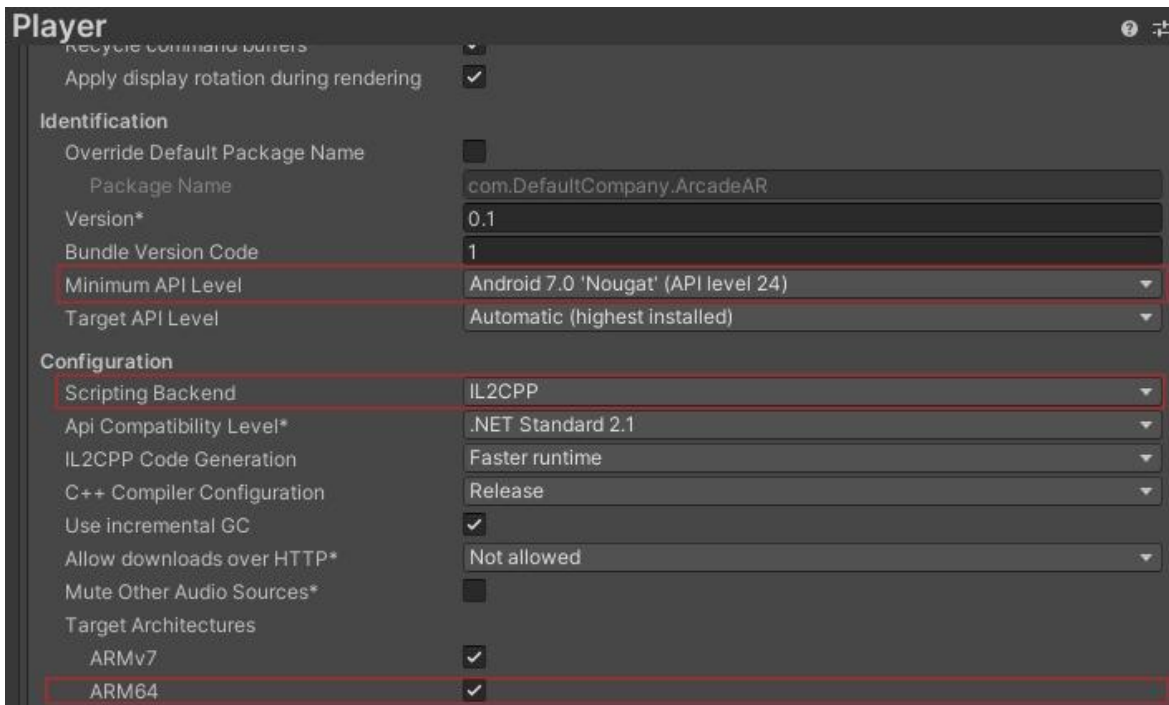 Player
Recycle command buffers
Apply display rotation during rendering
Identification
Override Default Package Name
Package Name com.DefaultCompany.ArcadeAR
Version* 0.1
Bundle Version Code 1
Minimum API Level Android 7.0 'Nougat' (API level 24)
Target API Level Automatic (highest installed)
Configuration
Scripting Backend IL2CPP
Api Compatibility Level* .NET Standard 2.1
IL2CPP Code Generation Faster runtime
C++ Compiler Configuration Release
Use incremental GC
Allow downloads over HTTP* Not allowed
Mute Other Audio Sources*
Target Architectures
ARMv7
ARM64